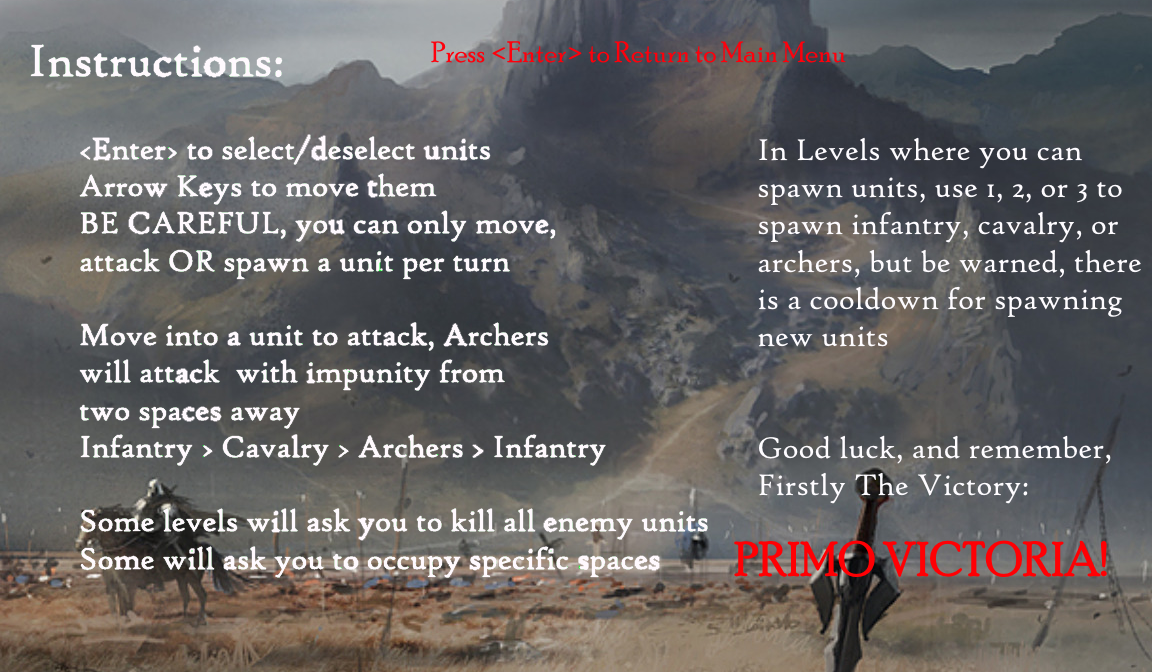 Instructions:
Press <Enter> to Return to Main Menu
<Enter> to select/deselect units
Arrow Keys to move them
BE CAREFUL, you can only move,
attack OR spawn a unit per turn
Move into a unit to attack, Archers
will attack  with impunity from
two spaces away
Infantry > Cavalry > Archers > Infantry
Some levels will ask you to kill all enemy units
Some will ask you to occupy specific spaces
In Levels where you can
spawn units, use 1, 2, or 3 to
spawn infantry, cavalry, or
archers, but be warned, there
is a cooldown for spawning
new units
Good luck, and remember,
Firstly The Victory:
PRIMO VICTORIA!